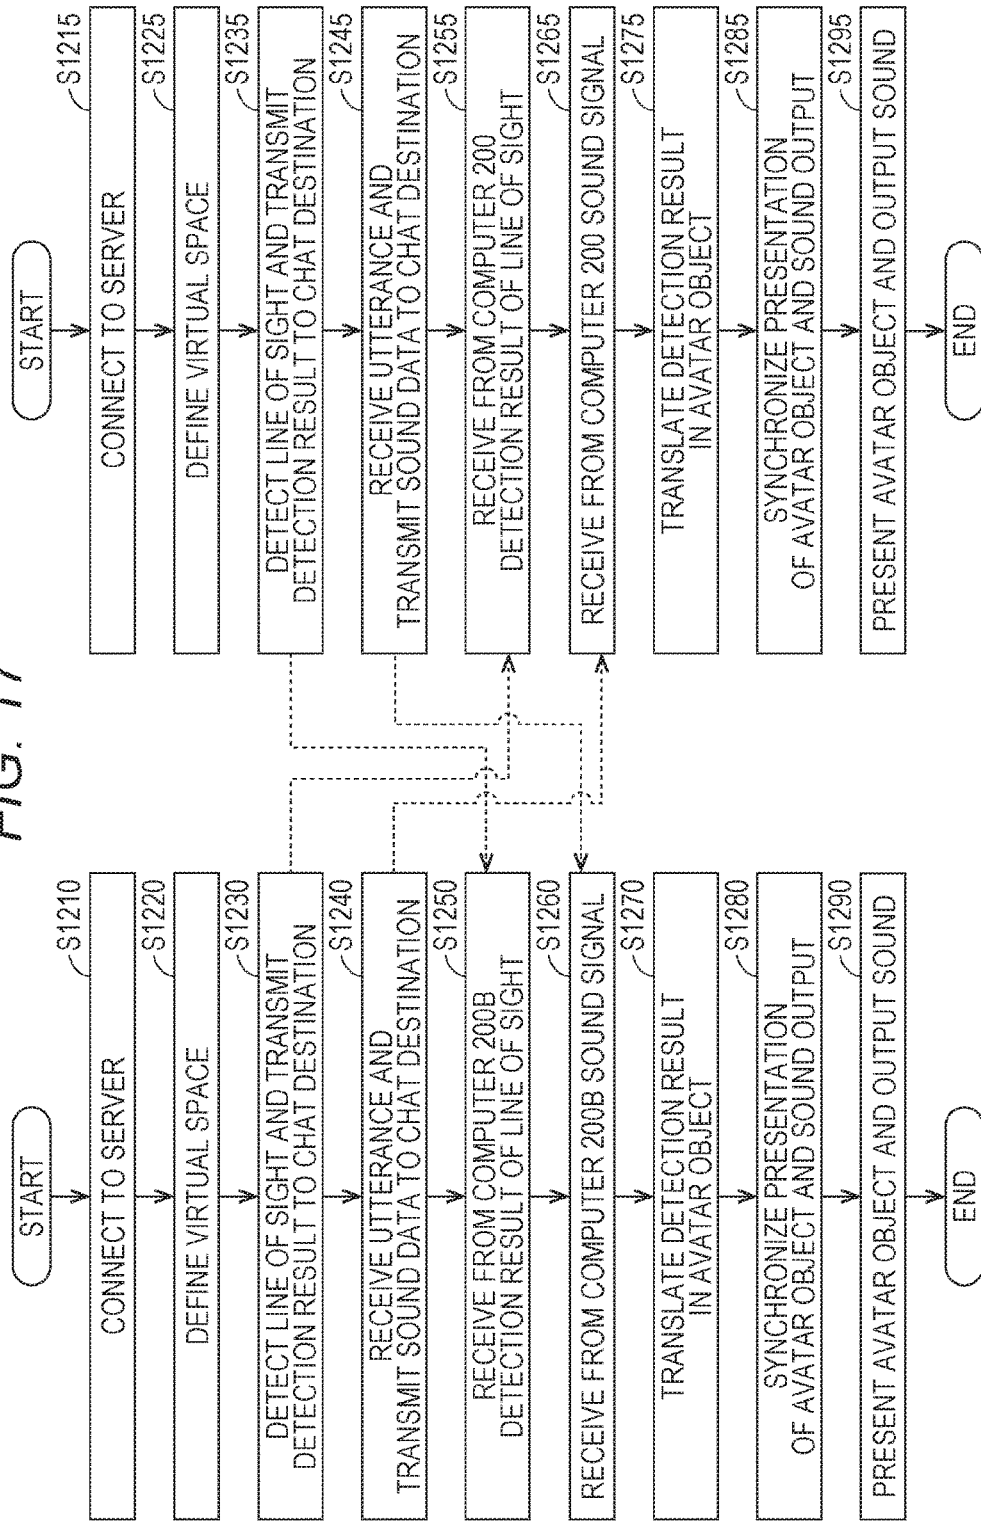 FIG. 17
START
S1210
CONNECT TO SERVER
S1220
DEFINE VIRTUAL SPACE
S1230
DETECT LINE OF SIGHT AND TRANSMIT
DETECTION RESULT TO CHAT DESTINATION
S1240
RECEIVE UTTERANCE AND
TRANSMIT SOUND DATA TO CHAT DESTINATION
S1250
RECEIVE FROM COMPUTER 200B
DETECTION RESULT OF LINE OF SIGHT
S1260
RECEIVE FROM COMPUTER 200B SOUND SIGNAL
S1270
TRANSLATE DETECTION RESULT
IN AVATAR OBJECT
S1280
SYNCHRONIZE PRESENTATION
OF AVATAR OBJECT AND SOUND OUTPUT
S1290
PRESENT AVATAR OBJECT AND OUTPUT SOUND
END
START
S1215
CONNECT TO SERVER
S1225
DEFINE VIRTUAL SPACE
S1235
DETECT LINE OF SIGHT AND TRANSMIT
DETECTION RESULT TO CHAT DESTINATION
S1245
RECEIVE UTTERANCE AND
TRANSMIT SOUND DATA TO CHAT DESTINATION
S1255
RECEIVE FROM COMPUTER 200
DETECTION RESULT OF LINE OF SIGHT
S1265
RECEIVE FROM COMPUTER 200 SOUND SIGNAL
S1275
TRANSLATE DETECTION RESULT
IN AVATAR OBJECT
S1285
SYNCHRONIZE PRESENTATION
OF AVATAR OBJECT AND SOUND OUTPUT
S1295
PRESENT AVATAR OBJECT AND OUTPUT SOUND
END